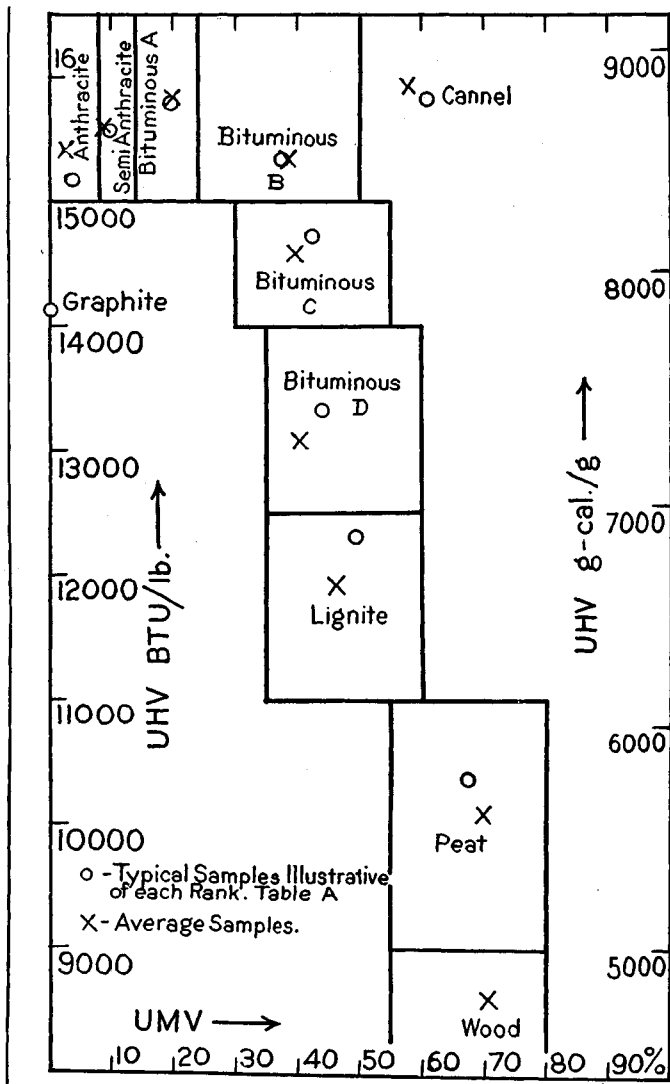 16
Anthracite
Semi Anthracite
Bituminous A
Bituminous
B
Cannel
9000
15000
Bituminous
C
8000
Graphite
14000
Bituminous
D
13000
7000
12000
Lignite
UHV BTU/lb.
UHV g-cal./g
11000
6000
10000
Peat
o - Typical Samples Illustrative
of each Rank. Table A
X - Average Samples.
9000
5000
UMV
Wood
10 20 30 40 50 60 70 80 90%